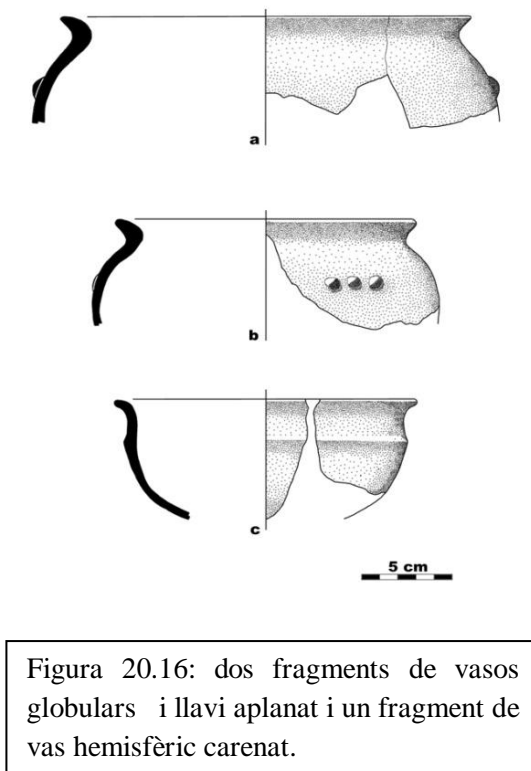 a
b
c
5 cm
Figura 20.16: dos fragments de vasos
globulars i llavi aplanat i un fragment de
vas hemisfèric carenat.